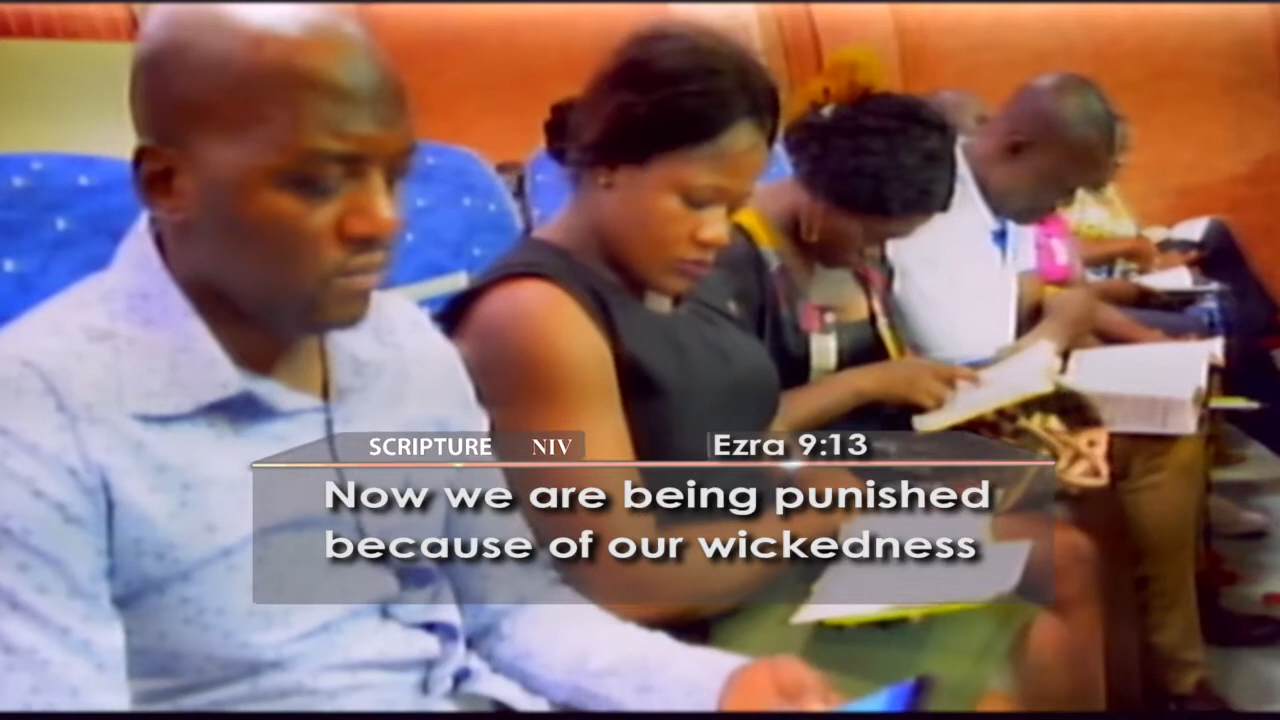 SCRIPTURE NIV Ezra 9:13
Now we are being punished
because of our wickedness